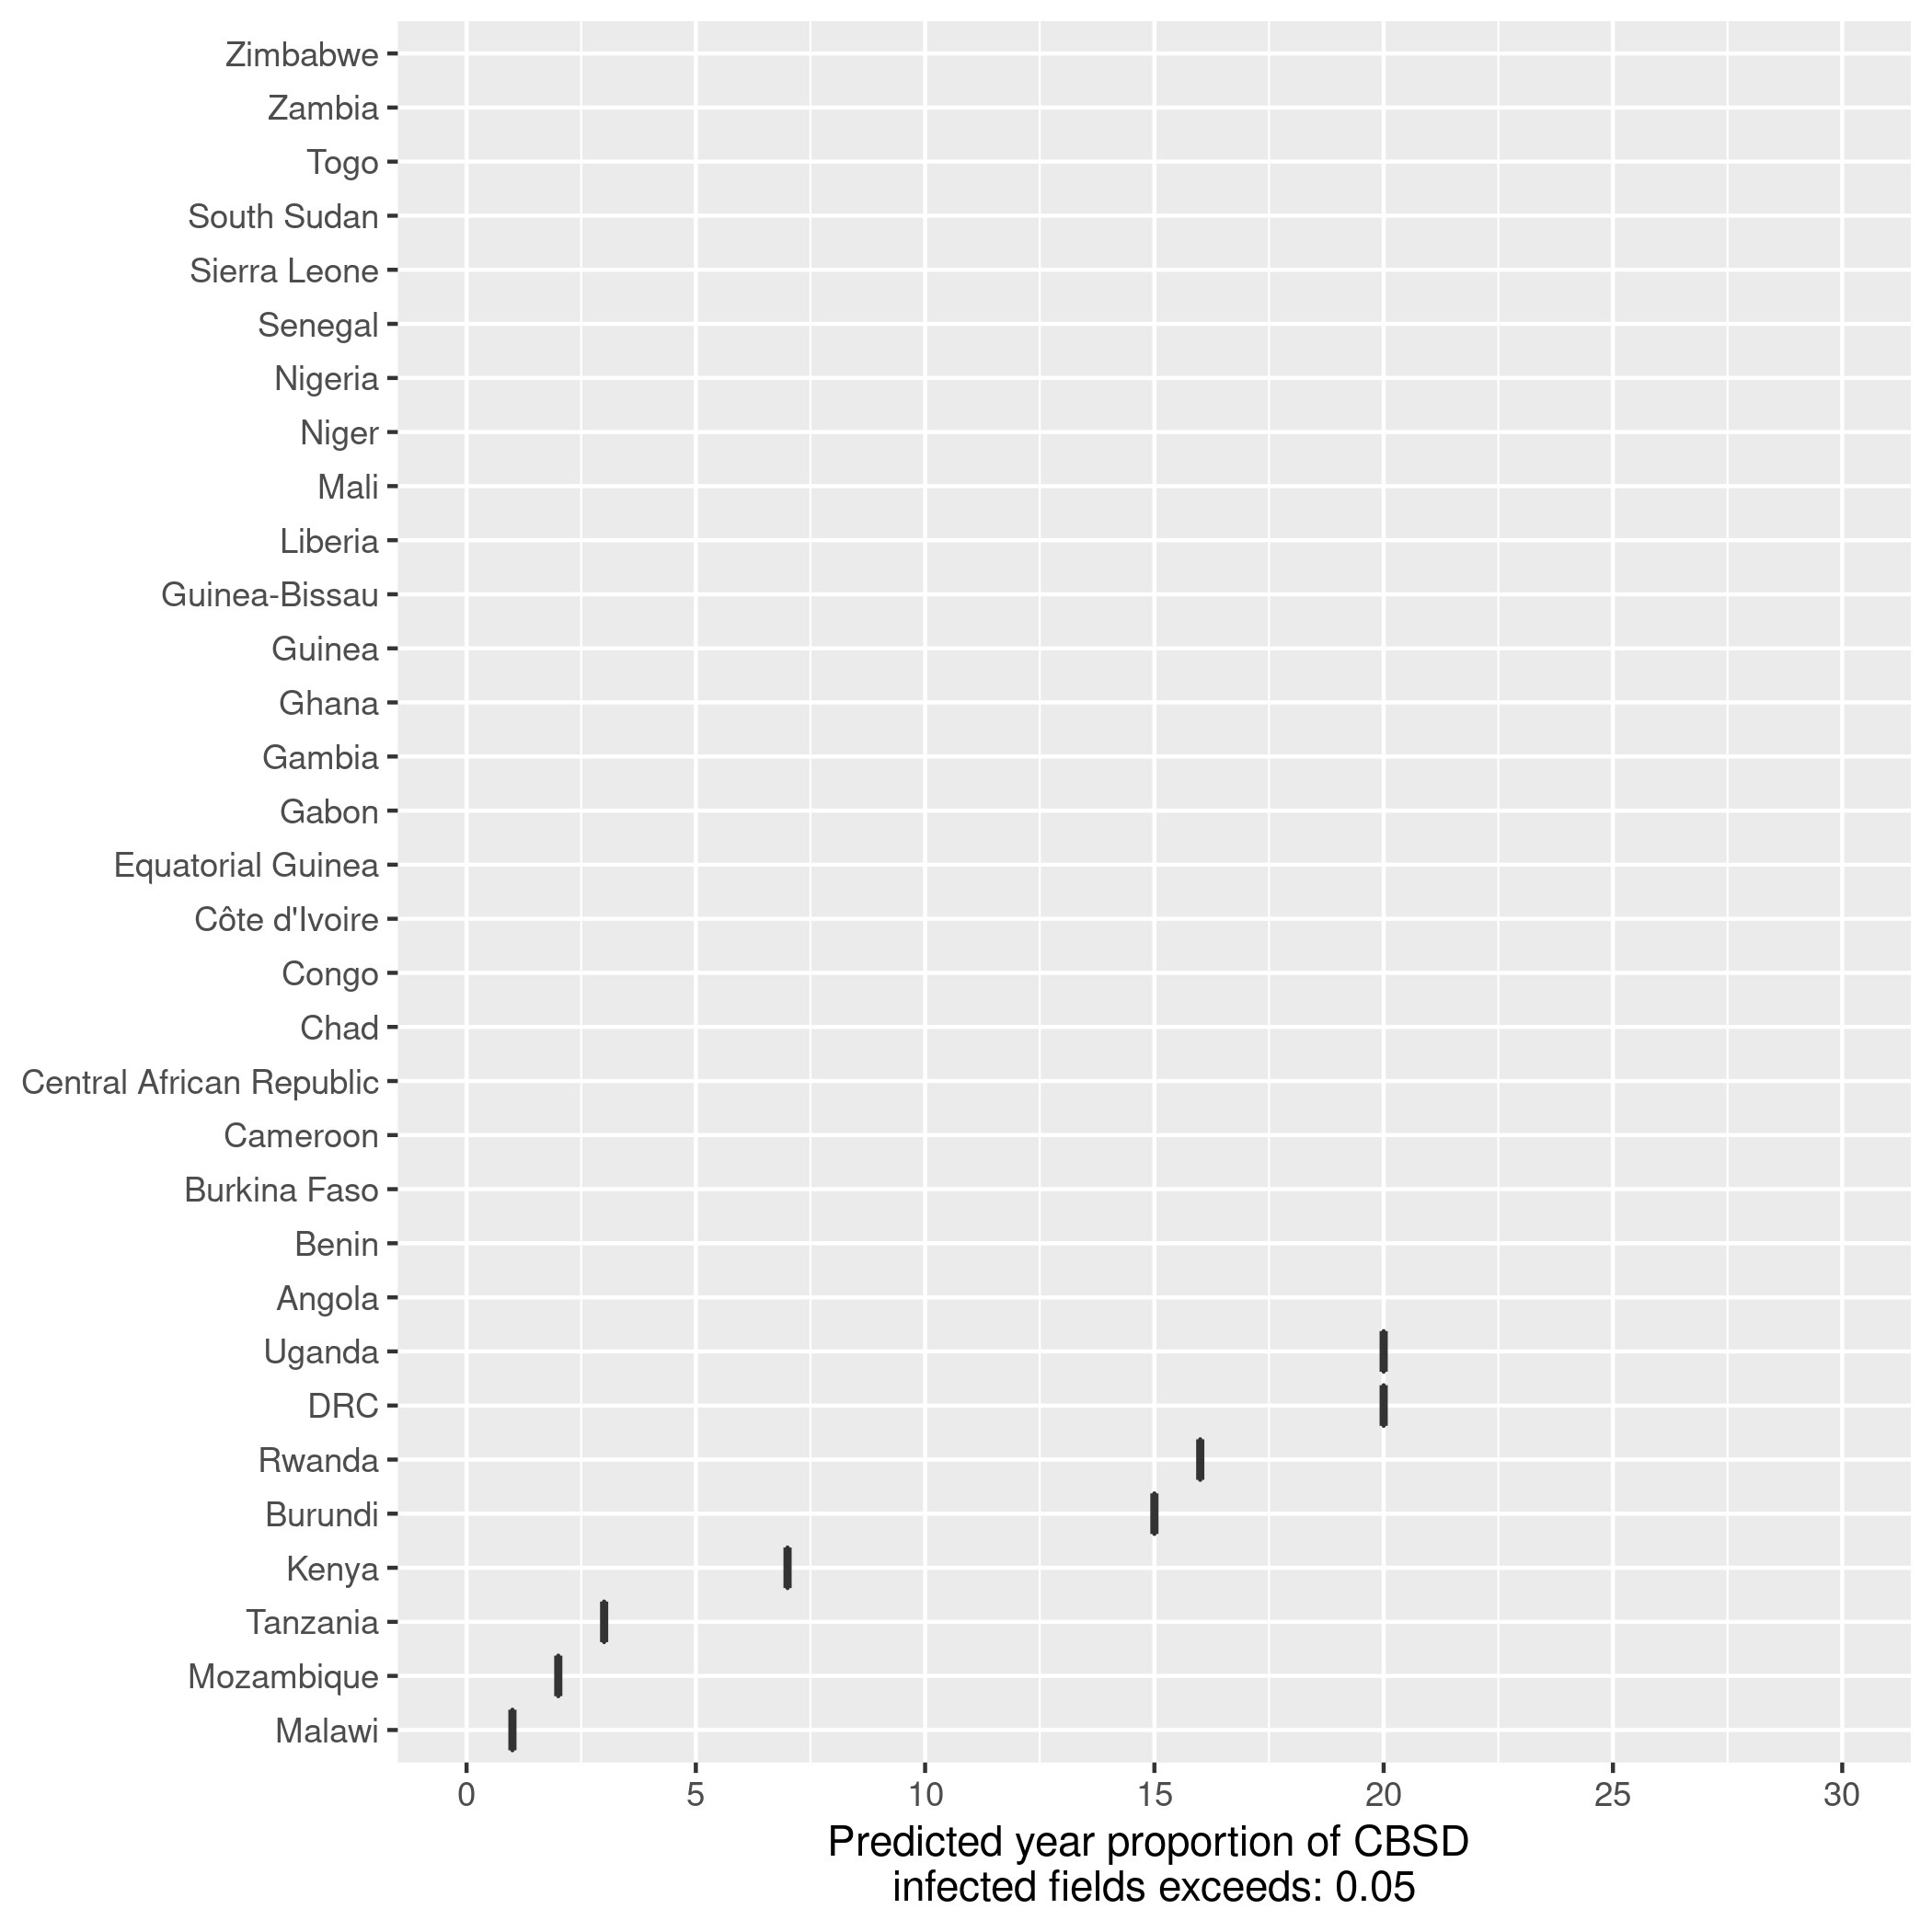 Zimbabwe
Zambia
Togo
South Sudan
Sierra Leone
Senegal
Nigeria
Niger
Mali
Liberia
Guinea-Bissau
Guinea
Ghana
Gambia
Gabon
Equatorial Guinea
Côte d'Ivoire
Congo
Chad
Central African Republic
Cameroon
Burkina Faso
Benin
Angola
Uganda
DRC
Rwanda
Burundi
Kenya
Tanzania
Mozambique
Malawi
0 5 10 15 20 25 30
Predicted year proportion of CBSD
infected fields exceeds: 0.05